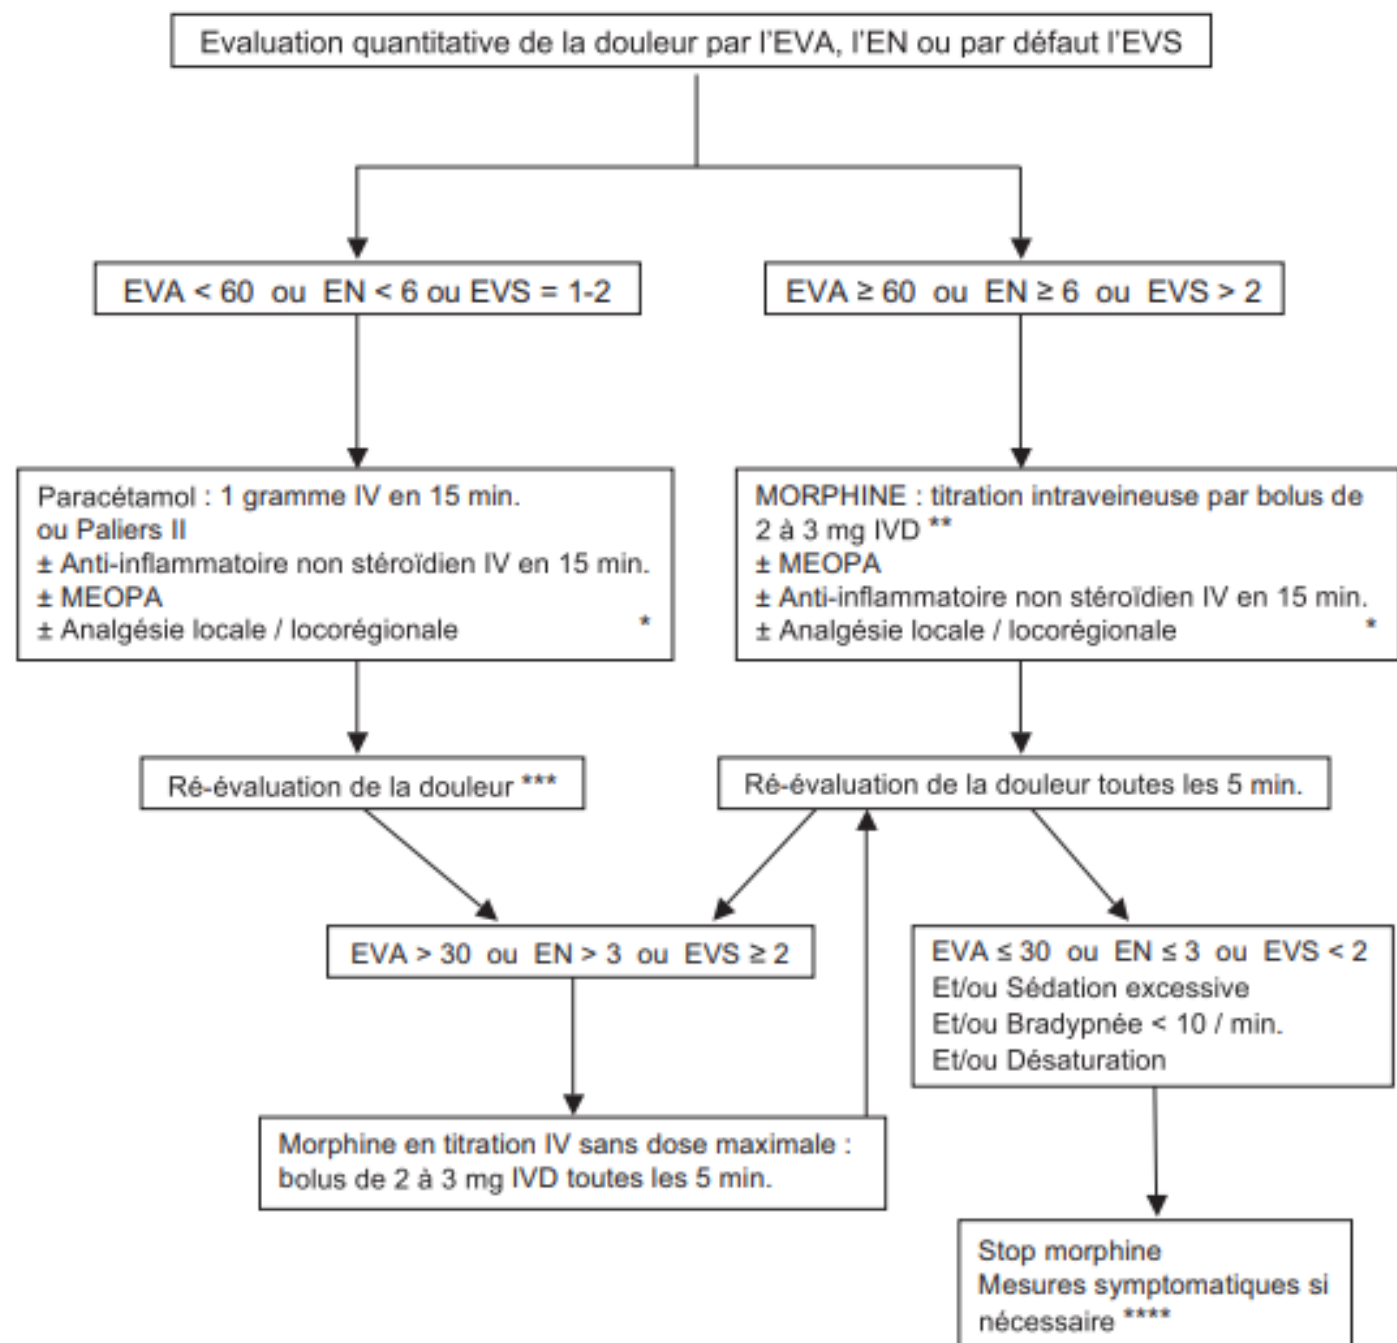 Evaluation quantitative de la douleur par l'EVA, l'EN ou par défaut l'EVS
EVA < 60 ou EN < 6 ou EVS = 1-2
EVA ≥ 60 ou EN ≥ 6 ou EVS > 2
Paracétamol : 1 gramme IV en 15 min.
ou Paliers II
± Anti-inflammatoire non stéroïdien IV en 15 min.
± MEOPA
± Analgésie locale / locorégionale *
MORPHINE : titration intraveineuse par bolus de
2 à 3 mg IVD **
± MEOPA
± Anti-inflammatoire non stéroïdien IV en 15 min.
± Analgésie locale / locorégionale *
Ré-évaluation de la douleur ***
Ré-évaluation de la douleur toutes les 5 min.
EVA > 30 ou EN > 3 ou EVS ≥ 2
EVA ≤ 30 ou EN ≤ 3 ou EVS < 2
Et/ou Sédation excessive
Et/ou Bradypnée < 10 / min.
Et/ou Désaturation
Morphine en titration IV sans dose maximale :
bolus de 2 à 3 mg IVD toutes les 5 min.
Stop morphine
Mesures symptomatiques si
nécessaire ****